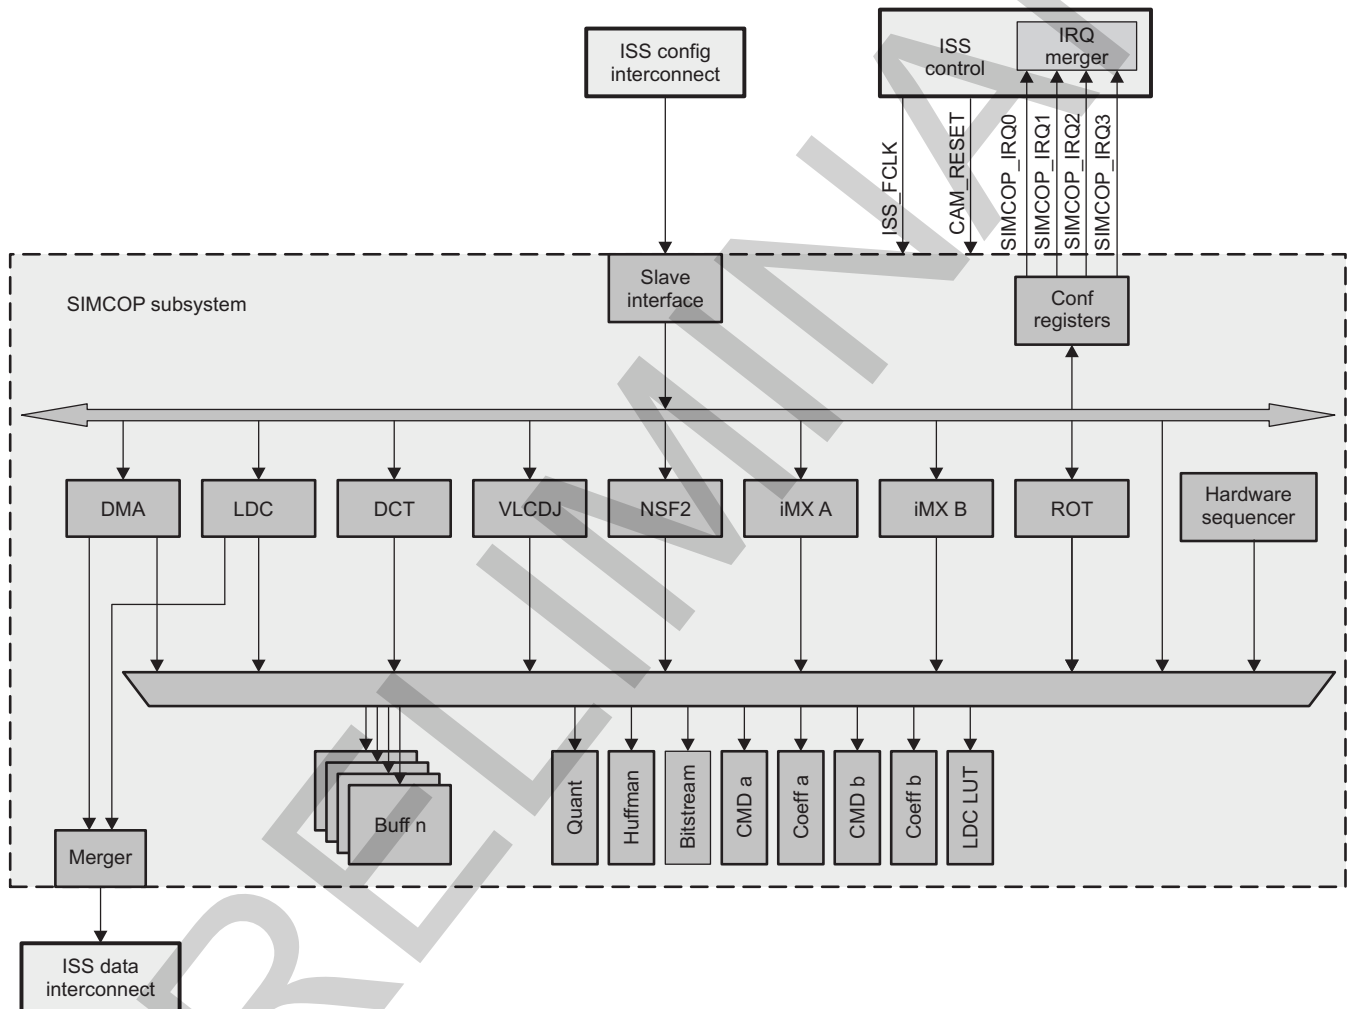 ISS config
interconnect
ISS
control
IRQ
merger
ISS_FCLK
CAM_RESET
SIMCOP_IRQ0
SIMCOP_IRQ1
SIMCOP_IRQ2
SIMCOP_IRQ3
SIMCOP subsystem
Slave
interface
Conf
registers
DMA
LDC
DCT
VLCDJ
NSF2
iMX A
iMX B
ROT
Hardware
sequencer
Buff n
Quant
Huffman
Bitstream
CMD a
Coeff a
CMD b
Coeff b
LDC LUT
Merger
ISS data
interconnect
RELIMINA